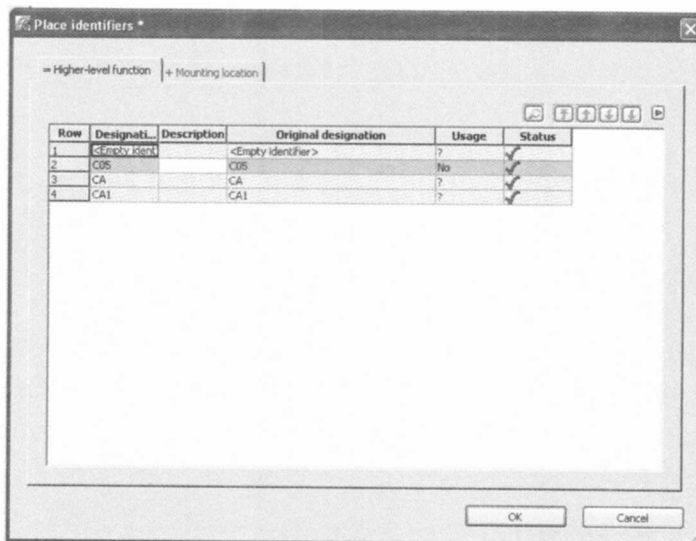 Place identifiers *
= Higher-level function + Mounting location
Row Designati... Description Original designation Usage Status
1 <Empty ident <Empty identifier> ?
2 C05 C05 No
3 CA CA ?
4 CA1 CA1 ?
OK Cancel